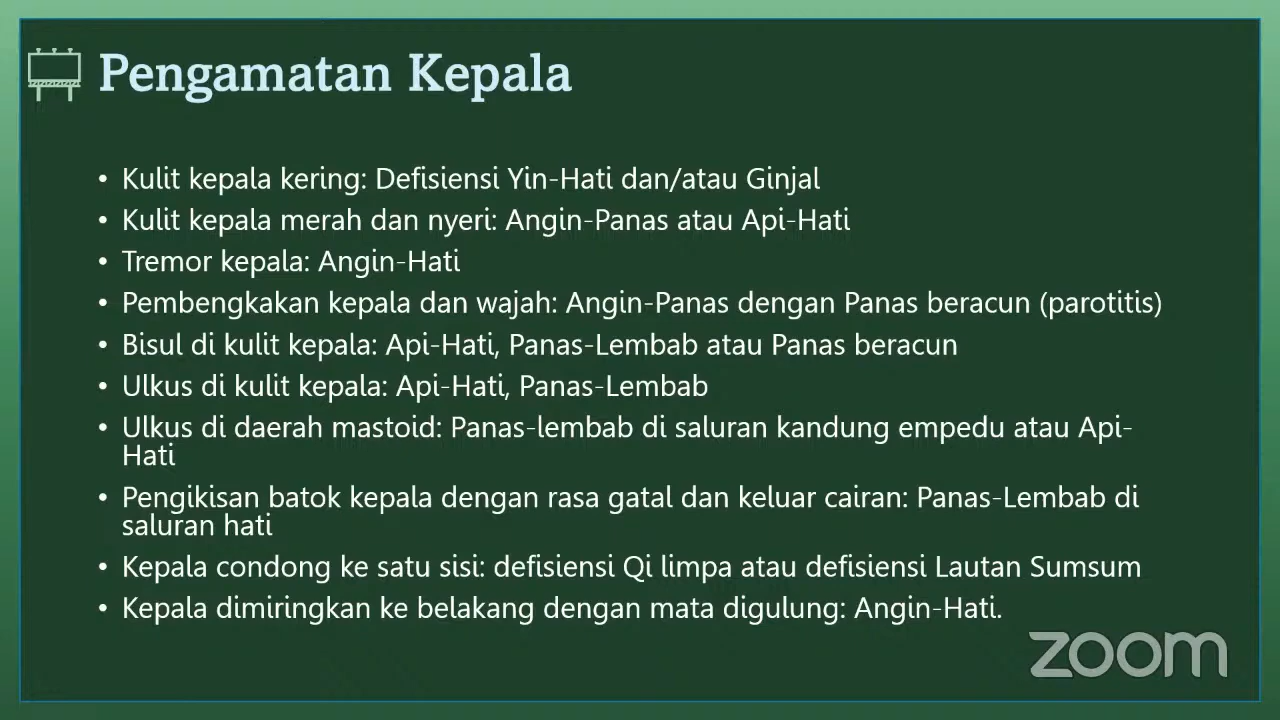 Pengamatan Kepala
• Kulit kepala kering: Defisiensi Yin-Hati dan/atau Ginjal
• Kulit kepala merah dan nyeri: Angin-Panas atau Api-Hati
• Tremor kepala: Angin-Hati
• Pembengkakan kepala dan wajah: Angin-Panas dengan Panas beracun (parotitis)
• Bisul di kulit kepala: Api-Hati, Panas-Lembab atau Panas beracun
• Ulkus di kulit kepala: Api-Hati, Panas-Lembab
• Ulkus di daerah mastoid: Panas-lembab di saluran kandung empedu atau Api-
Hati
• Pengikisan batok kepala dengan rasa gatal dan keluar cairan: Panas-Lembab di
saluran hati
• Kepala condong ke satu sisi: defisiensi Qi limpa atau defisiensi Lautan Sumsum
• Kepala dimiringkan ke belakang dengan mata digulung: Angin-Hati.
zoom